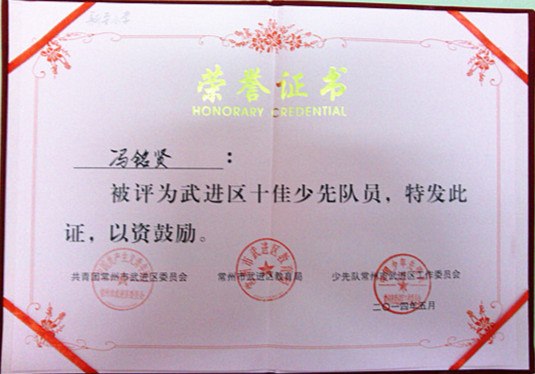 荣誉证书
HONORARY CREDENTIAL
冯铭贤：
被评为武进区十佳少先队员，特发此
证，以资鼓励。
共青团常州市武进区委员会 常州市武进区教育局 少先队常州市武进区工作委员会
二〇一四年五月